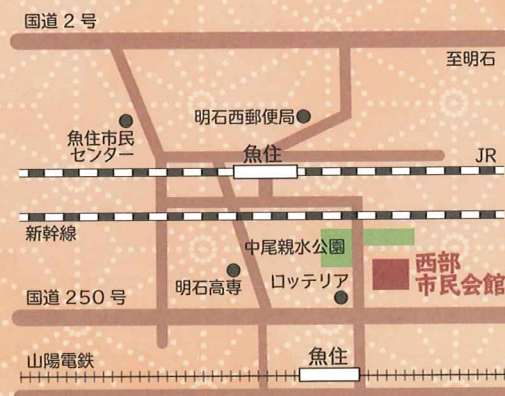 国道2号
至明石
明石西郵便局
魚住市民
センター
魚住
JR
新幹線
中尾親水公園
西部
市民会館
明石高専
ロッテリア
国道250号
魚住
山陽電鉄